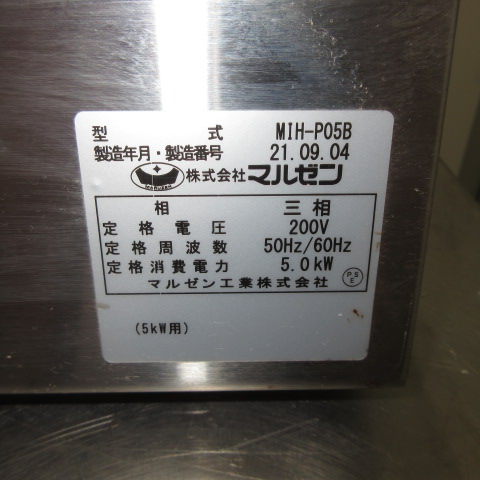 型式 MIH-P05B
製造年月・製造番号 21.09.04
株式会社マルゼン
相 三相
定格電圧 200V
定格周波数 50Hz/60Hz
定格消費電力 5.0kW
マルゼン工業株式会社
PS
E
(5kW用)